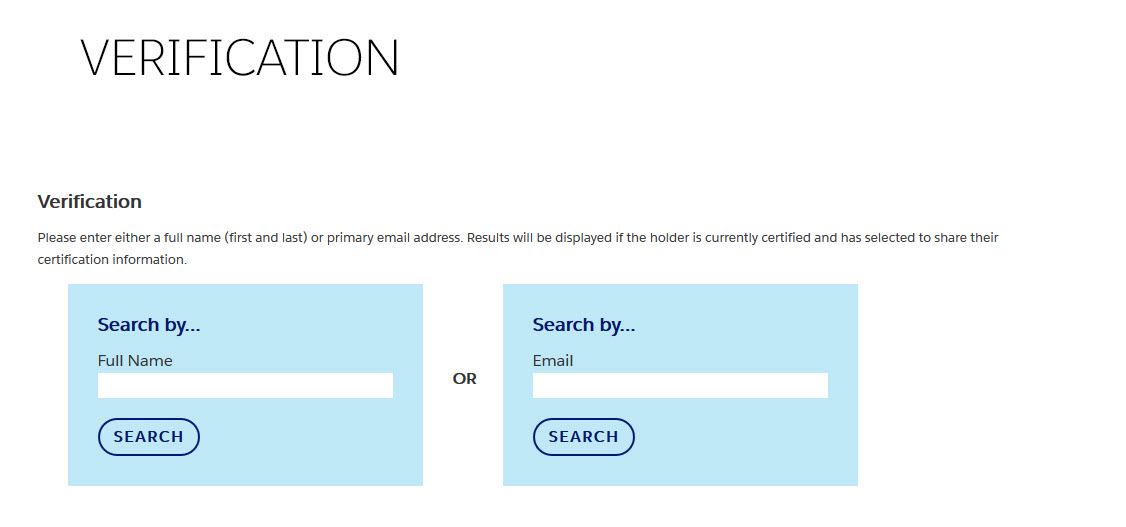 VERIFICATION
Verification
Please enter either a full name (first and last) or primary email address. Results will be displayed if the holder is currently certified and has selected to share their
certification information.
Search by...
Full Name
SEARCH
OR
Search by...
Email
SEARCH